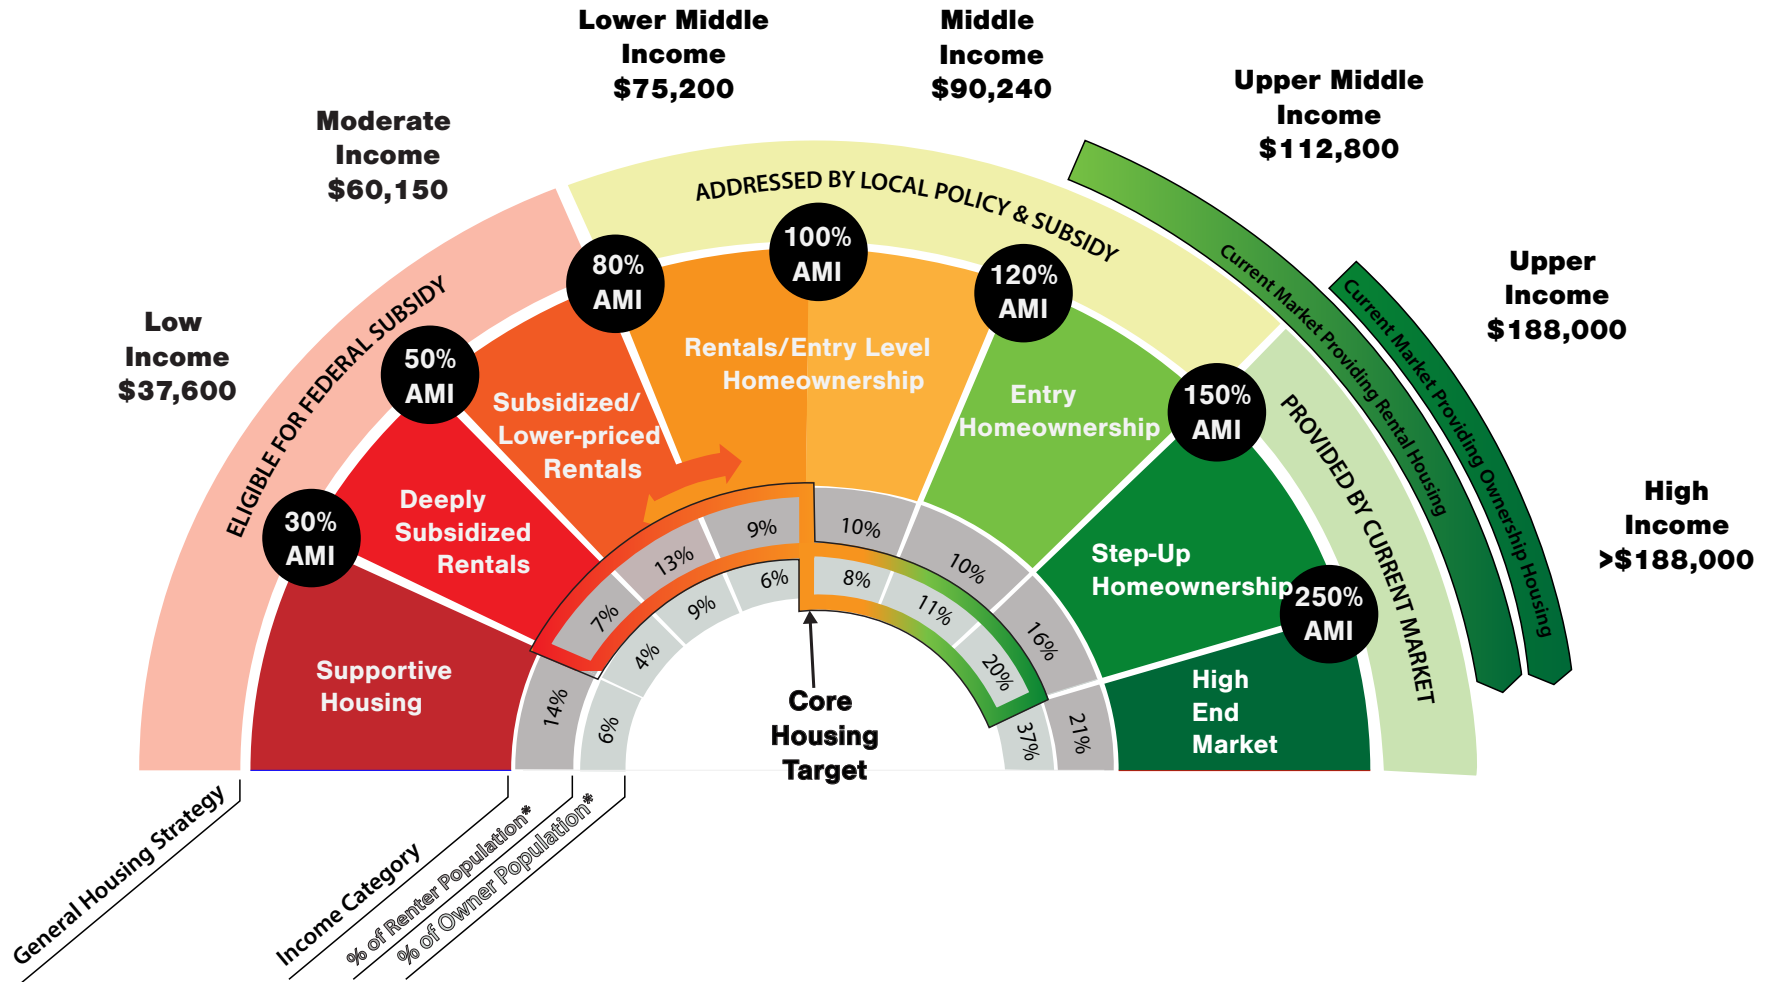 Lower Middle
Income
$75,200
Middle
Income
$90,240
Upper Middle
Income
$112,800
Moderate
Income
$60,150
Upper
Income
$188,000
Low
Income
$37,600
High
Income
>$188,000
ELIGIBLE FOR FEDERAL SUBSIDY
ADDRESSED BY LOCAL POLICY & SUBSIDY
PROVIDED BY CURRENT MARKET
Current Market Providing Rental Housing
Current Market Providing Ownership Housing
30%
AMI
50%
AMI
80%
AMI
100%
AMI
120%
AMI
150%
AMI
250%
AMI
Supportive
Housing
Deeply
Subsidized
Rentals
Subsidized/
Lower-priced
Rentals
Rentals/Entry Level
Homeownership
Entry
Homeownership
Step-Up
Homeownership
High
End
Market
14%
7%
13%
9%
10%
10%
16%
21%
6%
4%
9%
6%
8%
11%
20%
37%
Core
Housing
Target
General Housing Strategy
Income Category
% of Renter Population*
% of Owner Population*